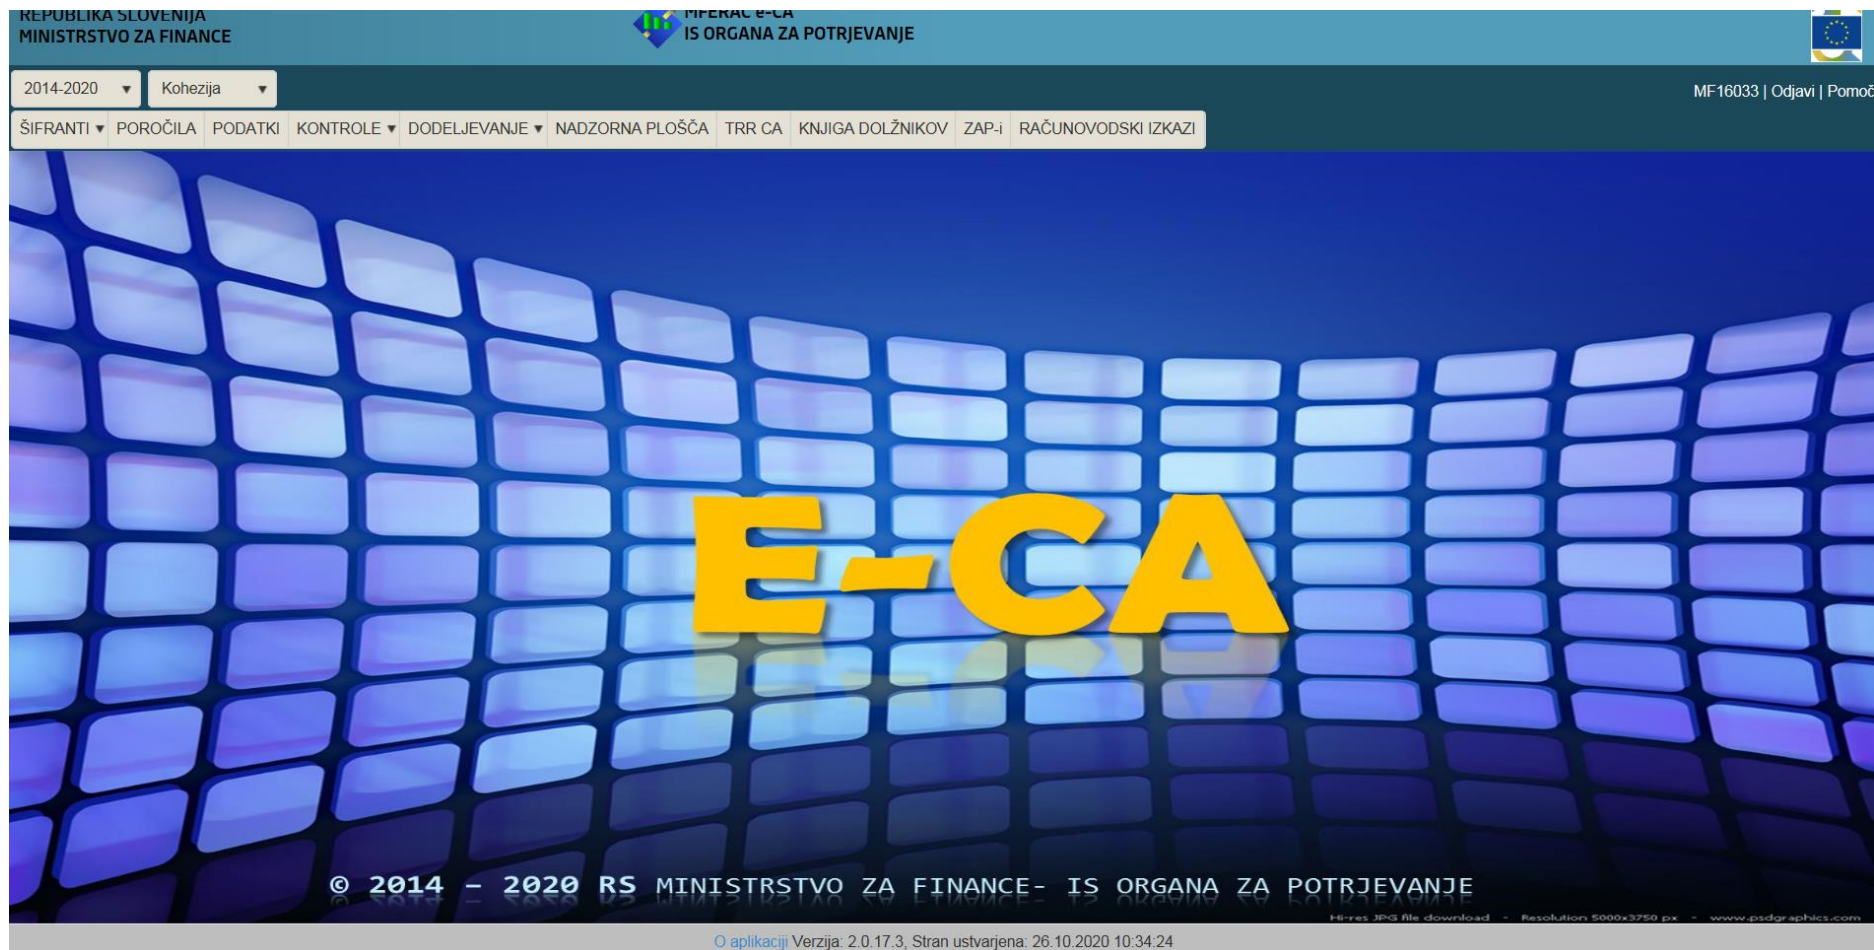 REPUBLIKA SLOVENIJA
MINISTRSTVO ZA FINANCE
MFERAC e-CA
IS ORGANA ZA POTRJEVANJE
2014-2020 Kohezija
MF16033 | Odjavi | Pomoč
ŠIFRANTI POROČILA PODATKI KONTROLE DODELJEVANJE NADZORNA PLOŠČA TRR CA KNJIGA DOLŽNIKOV ZAP-i RAČUNOVODSKI IZKAZI
E-CA
© 2014 – 2020 RS MINISTRSTVO ZA FINANCE- IS ORGANA ZA POTRJEVANJE
Hi-res JPG file download - Resolution 5000x3750 px - www.psdgraphics.com
O aplikaciji Verzija: 2.0.17.3, Stran ustvarjena: 26.10.2020 10:34:24